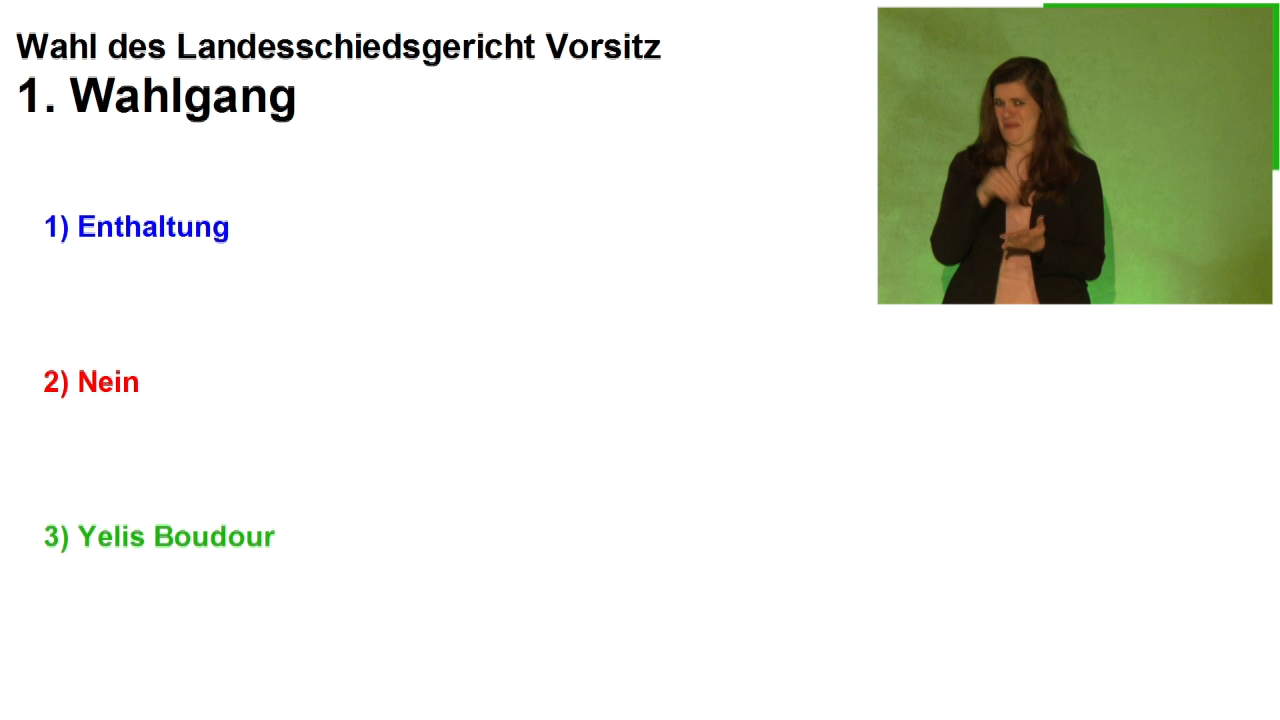 Wahl des Landesschiedsgericht Vorsitz
1. Wahlgang
1) Enthaltung
2) Nein
3) Yelis Boudour